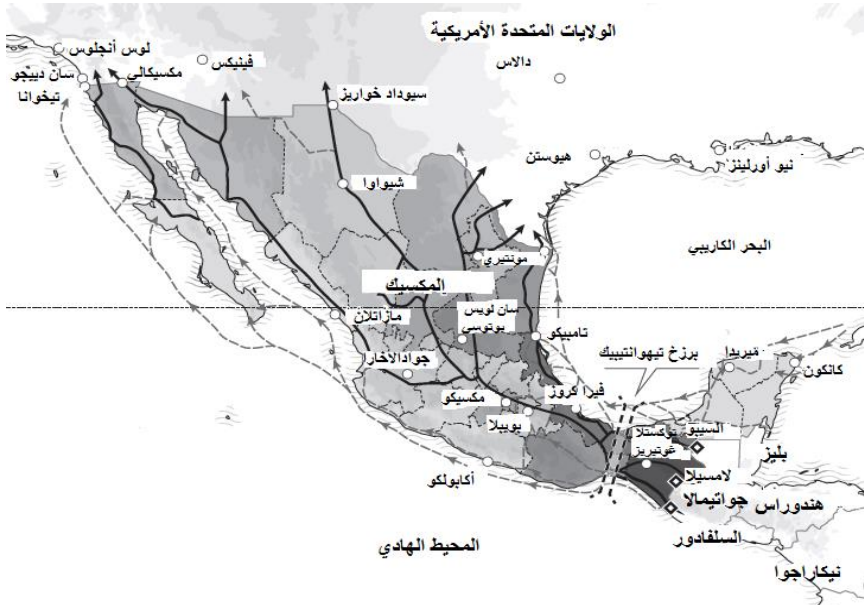 الولايات المتحدة الأمريكية
لوس أنجلوس
فينيكس
دالاس
سان دييجو
مكسيكالي
تيخوانا
سيوداد خواريز
هيوستن
نيو أورلينز
شيواوا
البحر الكاريبي
مونتيري
المكسيك
مازاتلان
سان لويس
بوتوسي
تامبيكو
برزخ تيهوانتيبيك
ميريدا
كانكون
جوادالاخارا
فيرا كروز
مكسيكو
بويبلا
توكستلا
غوتيريز
السيبو
بليز
لامسيلا
أكابولكو
جواتيمالا
هندوراس
السلفادور
المحيط الهادي
نيكاراجوا